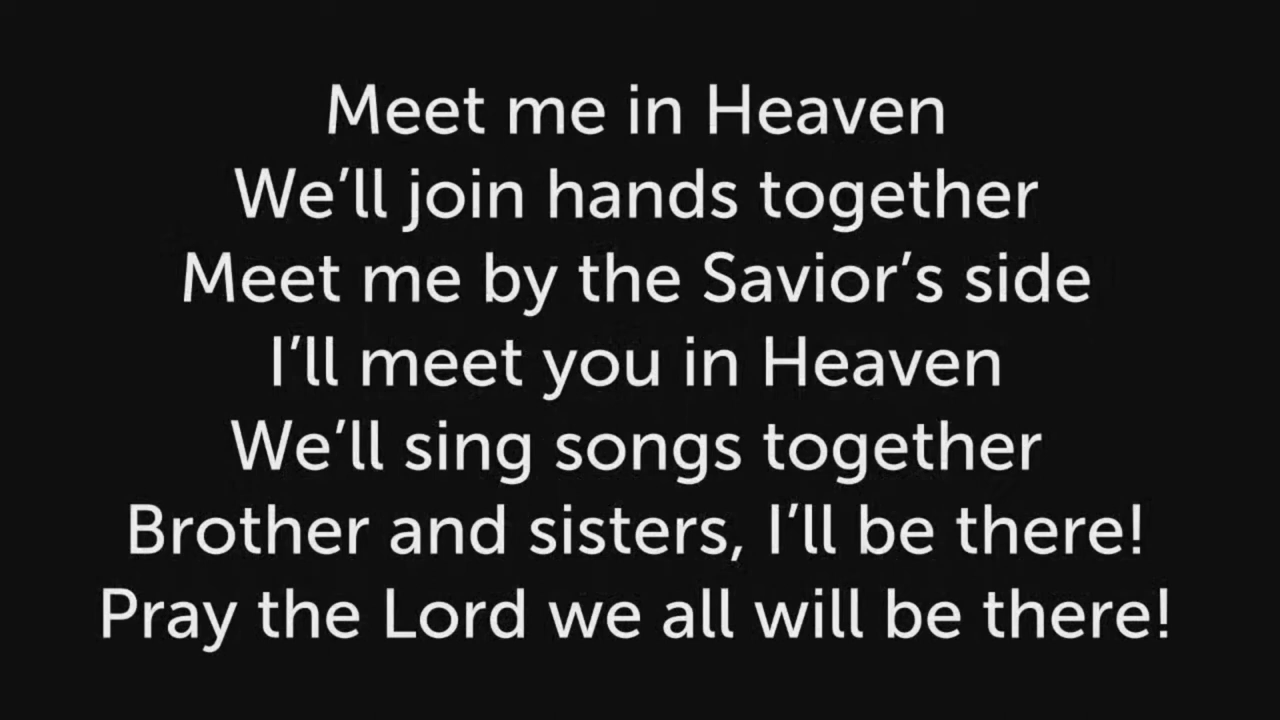 Meet me in Heaven
We’ll join hands together
Meet me by the Savior’s side
I’ll meet you in Heaven
We’ll sing songs together
Brother and sisters, I’ll be there!
Pray the Lord we all will be there!